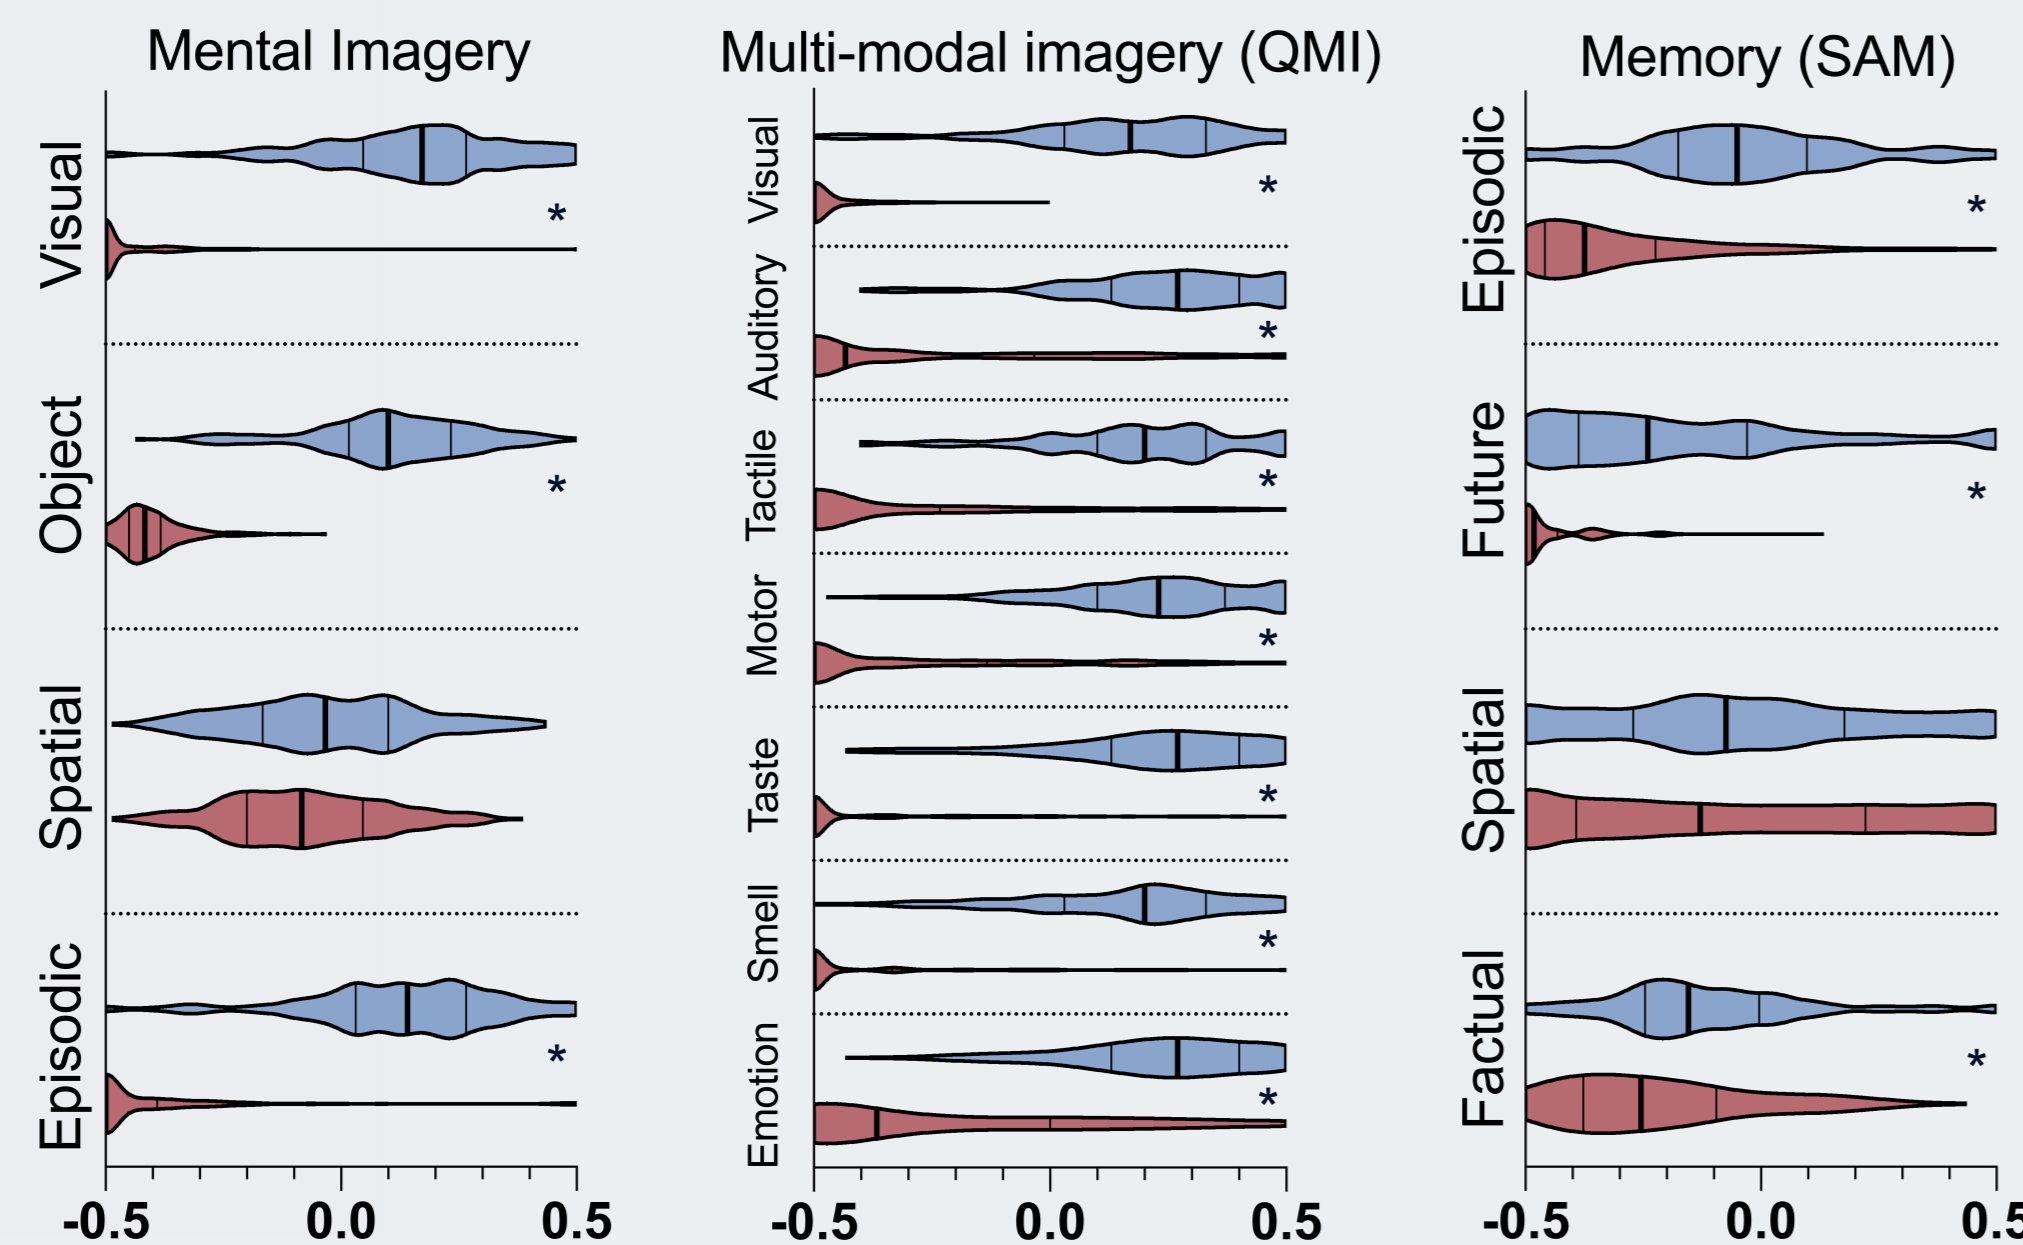 Mental Imagery
Visual
*
Object
*
Spatial
Episodic
*
-0.5 0.0 0.5
Multi-modal imagery (QMI)
Visual
*
Auditory
*
Tactile
*
Motor
*
Taste
*
Smell
*
Emotion
*
-0.5 0.0 0.5
Memory (SAM)
Episodic
*
Future
*
Spatial
Factual
*
-0.5 0.0 0.5